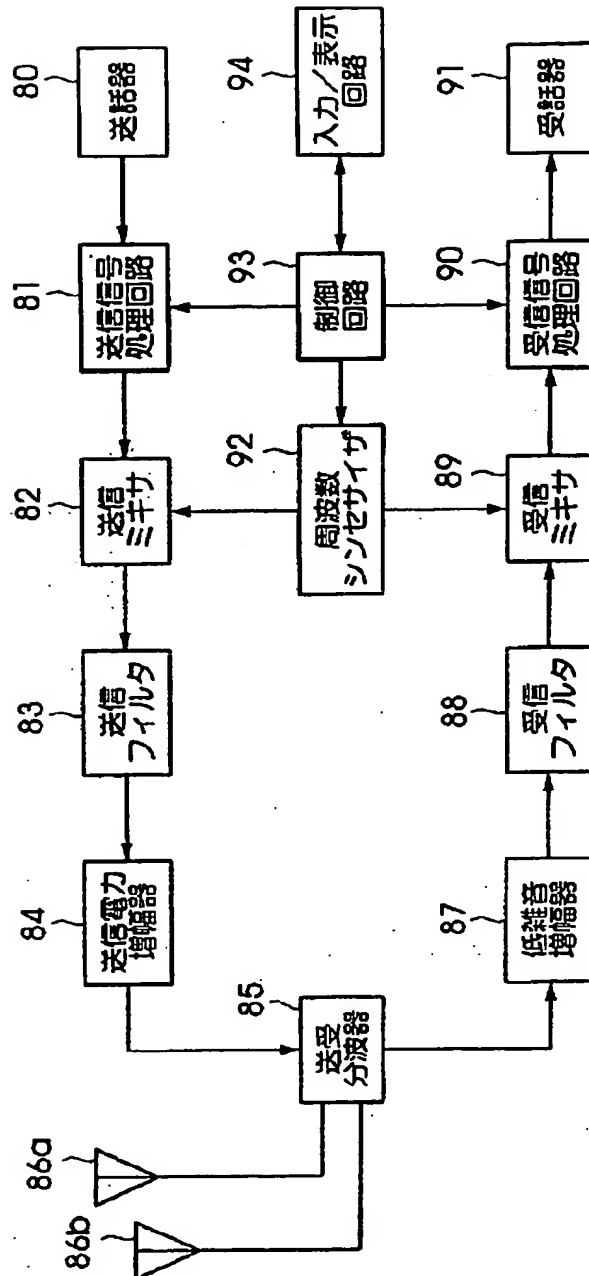 80
送話器
81
送信信号
処理回路
82
送信
ミキサ
83
送信
フィルタ
84
送信電力
増幅器
85
送受
分波器
86a
86b
94
入力/表示
回路
93
制御
回路
92
周波数
シンセサイザ
87
低雑音
増幅器
88
受信
フィルタ
89
受信
ミキサ
90
受信信号
処理回路
91
受話器